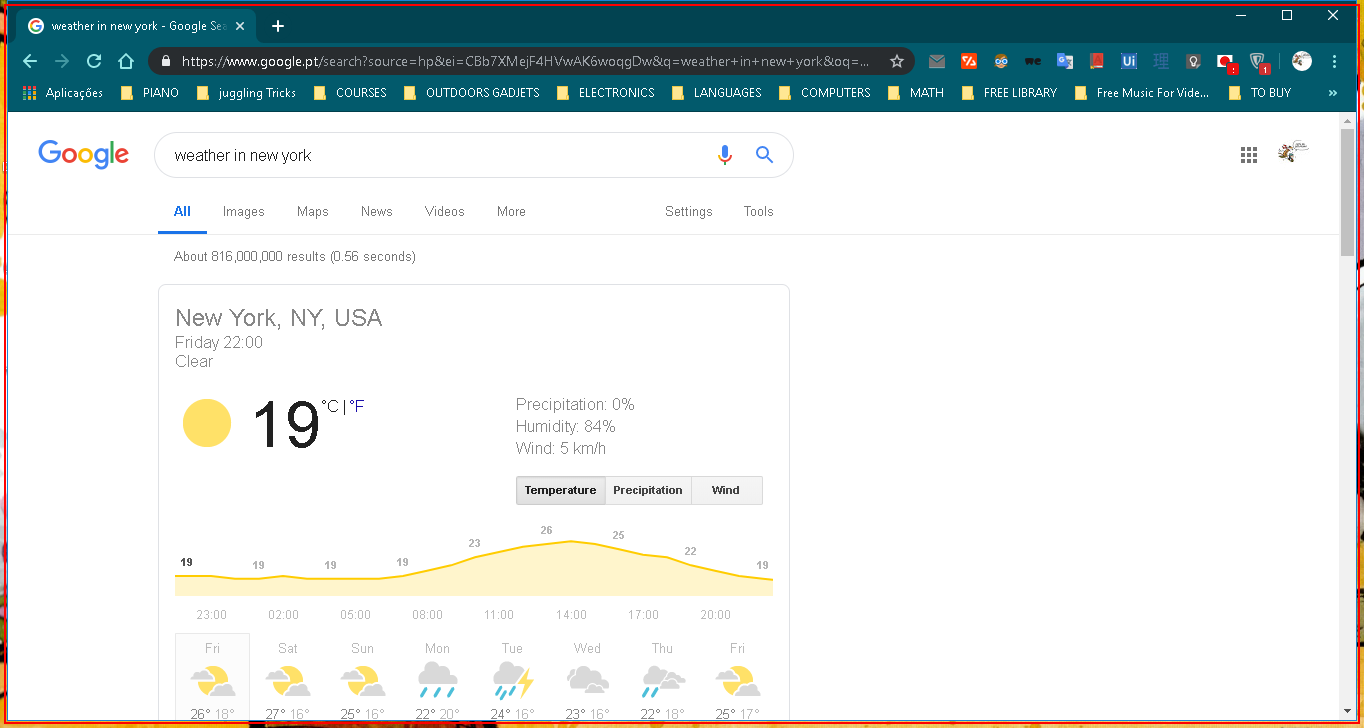 weather in new york - Google Sea
https://www.google.pt/search?source=hp&ei=CBb7XMejF4HVwAK6woqgDw&q=weather+in+new+york&oq=...
Aplicações PIANO juggling Tricks COURSES OUTDOORS GADJETS ELECTRONICS LANGUAGES COMPUTERS MATH FREE LIBRARY Free Music For Vide... TO BUY »
Google weather in new york
All Images Maps News Videos More Settings Tools
About 816,000,000 results (0.56 seconds)
New York, NY, USA
Friday 22:00
Clear
19 °C | °F
Precipitation: 0%
Humidity: 84%
Wind: 5 km/h
Temperature Precipitation Wind
19 19 19 19 23 26 25 22 19
23:00 02:00 05:00 08:00 11:00 14:00 17:00 20:00
Fri Sat Sun Mon Tue Wed Thu Fri
26° 18° 27° 16° 25° 16° 22° 20° 24° 16° 23° 16° 22° 18° 25° 17°